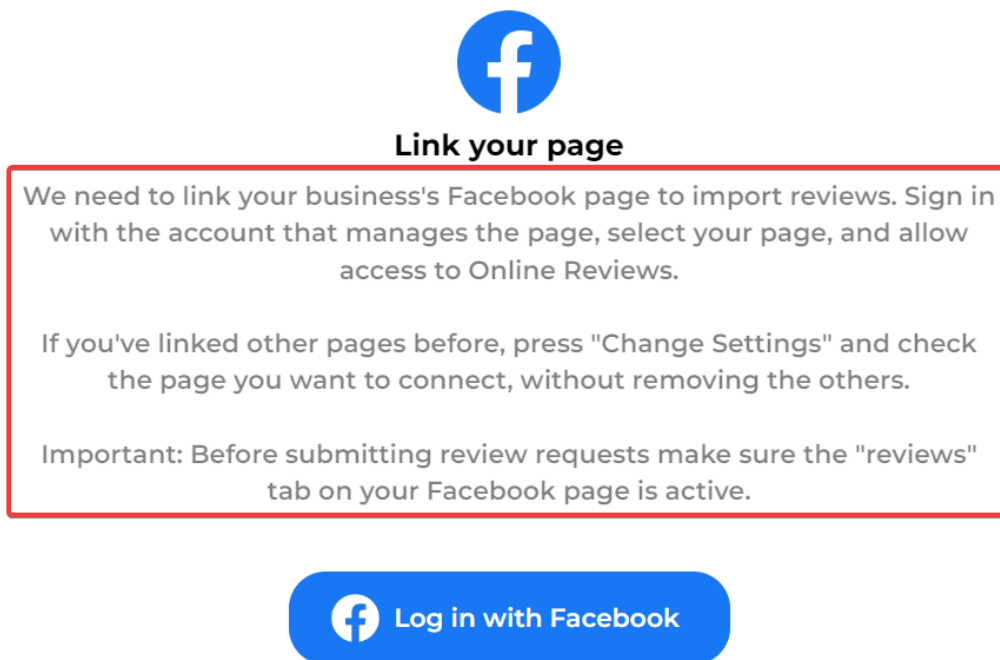 Link your page
We need to link your business's Facebook page to import reviews. Sign in
with the account that manages the page, select your page, and allow
access to Online Reviews.
If you've linked other pages before, press "Change Settings" and check
the page you want to connect, without removing the others.
Important: Before submitting review requests make sure the "reviews"
tab on your Facebook page is active.
Log in with Facebook